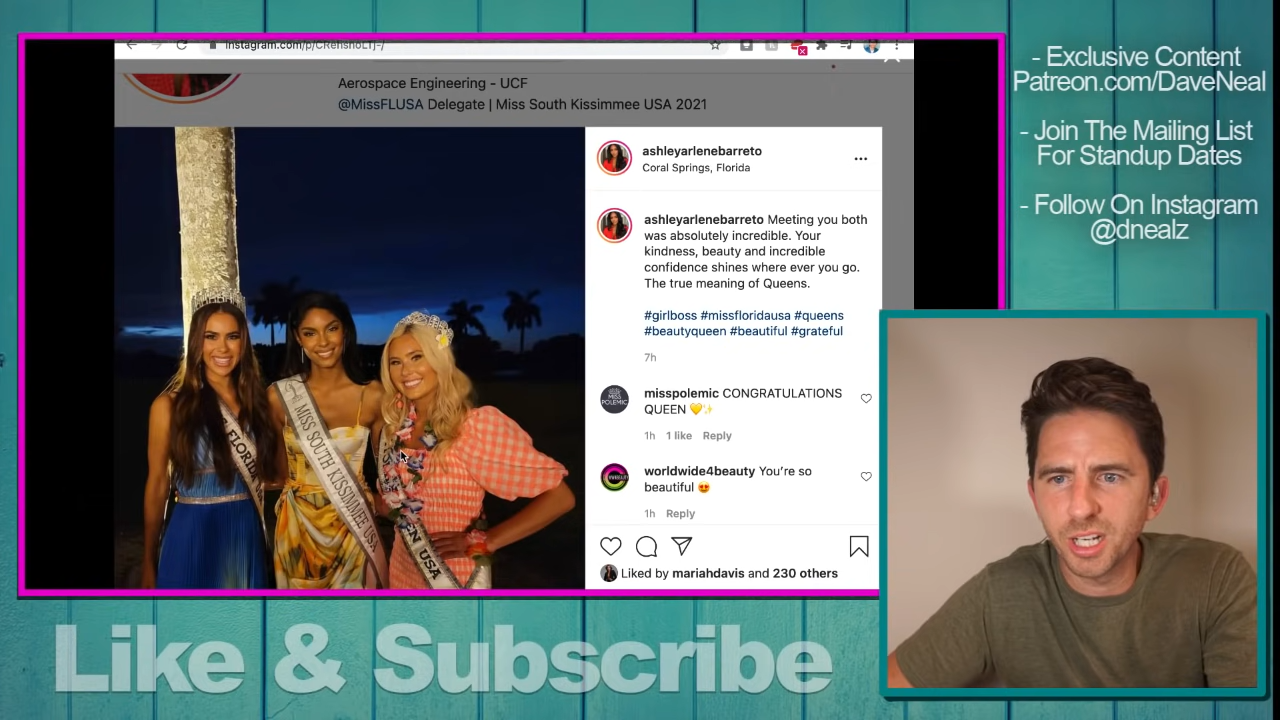 instagram.com/p/CRehsnoLTj-/
Aerospace Engineering - UCF
@MissFLUSA Delegate | Miss South Kissimmee USA 2021
ashleyarlenebarreto
Coral Springs, Florida
ashleyarlenebarreto Meeting you both
was absolutely incredible. Your
kindness, beauty and incredible
confidence shines where ever you go.
The true meaning of Queens.
#girlboss #missfloridausa #queens
#beautyqueen #beautiful #grateful
7h
misspolemic CONGRATULATIONS
QUEEN 💛✨
1h 1 like Reply
worldwide4beauty You're so
beautiful 😍
1h Reply
Liked by mariahdavis and 230 others
FLORIDA
MISS SOUTH KISSIMMEE USA
EN USA
MISS
POLEMIC
- Exclusive Content
Patreon.com/DaveNeal
- Join The Mailing List
For Standup Dates
- Follow On Instagram
@dnealz
Like & Subscribe